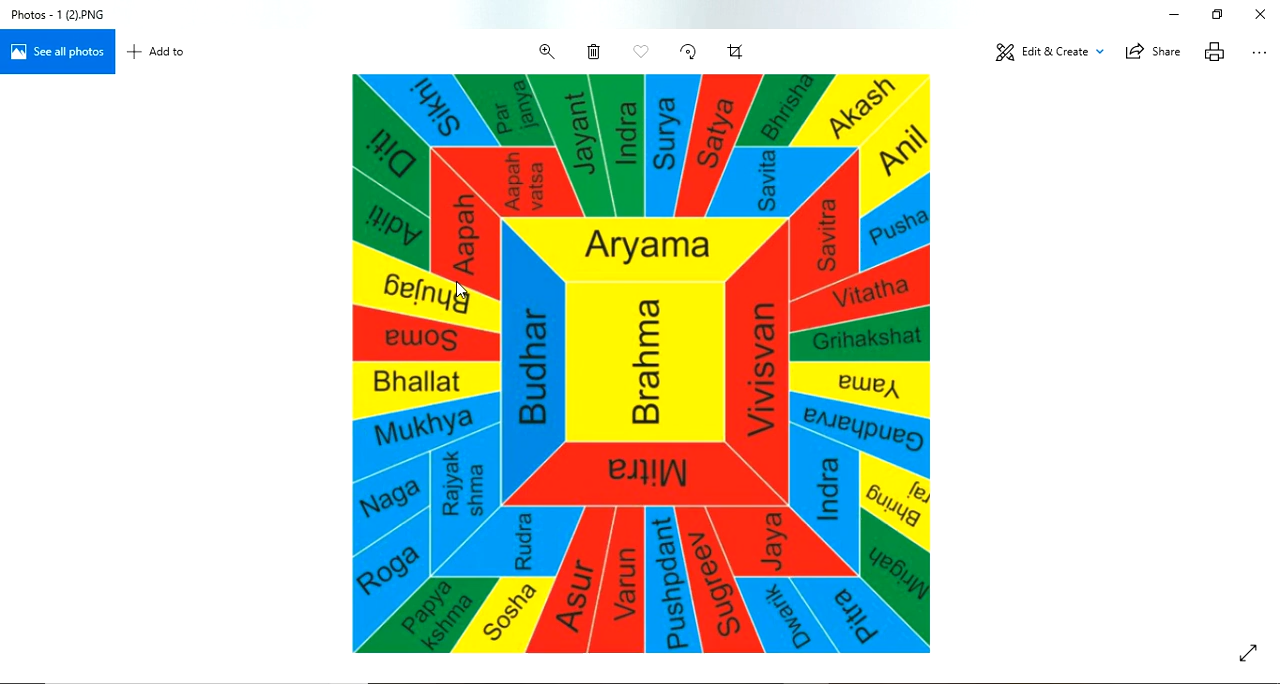 Photos - 1 (2).PNG
See all photos
Add to
Edit & Create
Share
Sikhi
Par
janya
Jayant
Indra
Surya
Satya
Bhrisha
Akash
Anil
Diti
Aditi
Aapah
Aapah
vatsa
Savita
Savitra
Pusha
Bhujag
Aryama
Vitatha
Soma
Grihakshat
Bhallat
Budhar
Brahma
Vivisvan
Yama
Mukhya
Gandharva
Naga
Rajyak
shma
Mitra
Indra
Bhring
raj
Roga
Rudra
Jaya
Mrigah
Papya
kshma
Sosha
Asur
Varun
Pushpdant
Sugreev
Dwarik
Pitra